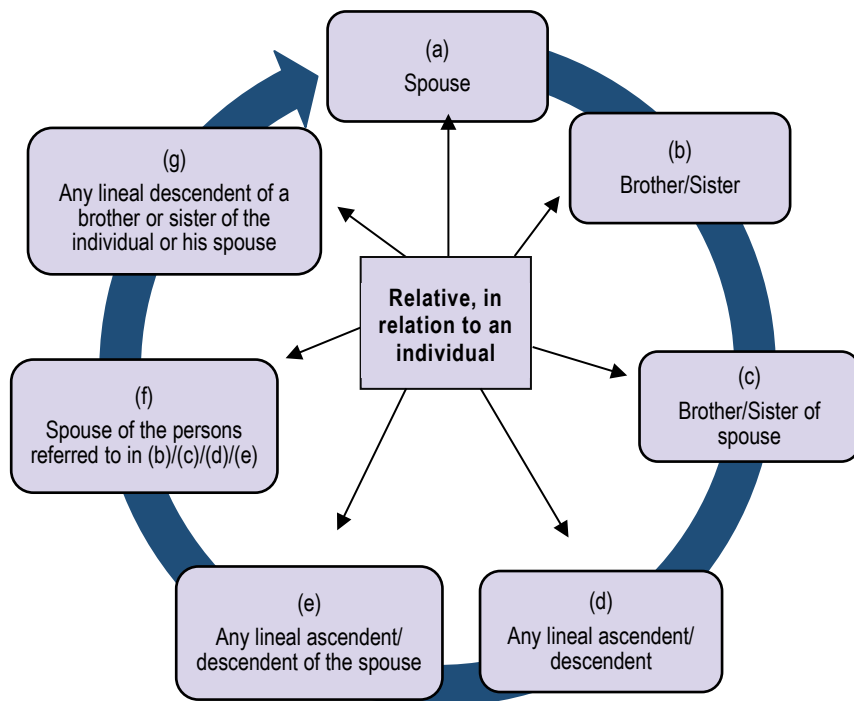 (a)
Spouse
(b)
Brother/Sister
(c)
Brother/Sister of
spouse
(d)
Any lineal ascendent/
descendent
(e)
Any lineal ascendent/
descendent of the spouse
(f)
Spouse of the persons
referred to in (b)/(c)/(d)/(e)
(g)
Any lineal descendent of a
brother or sister of the
individual or his spouse
Relative, in
relation to an
individual